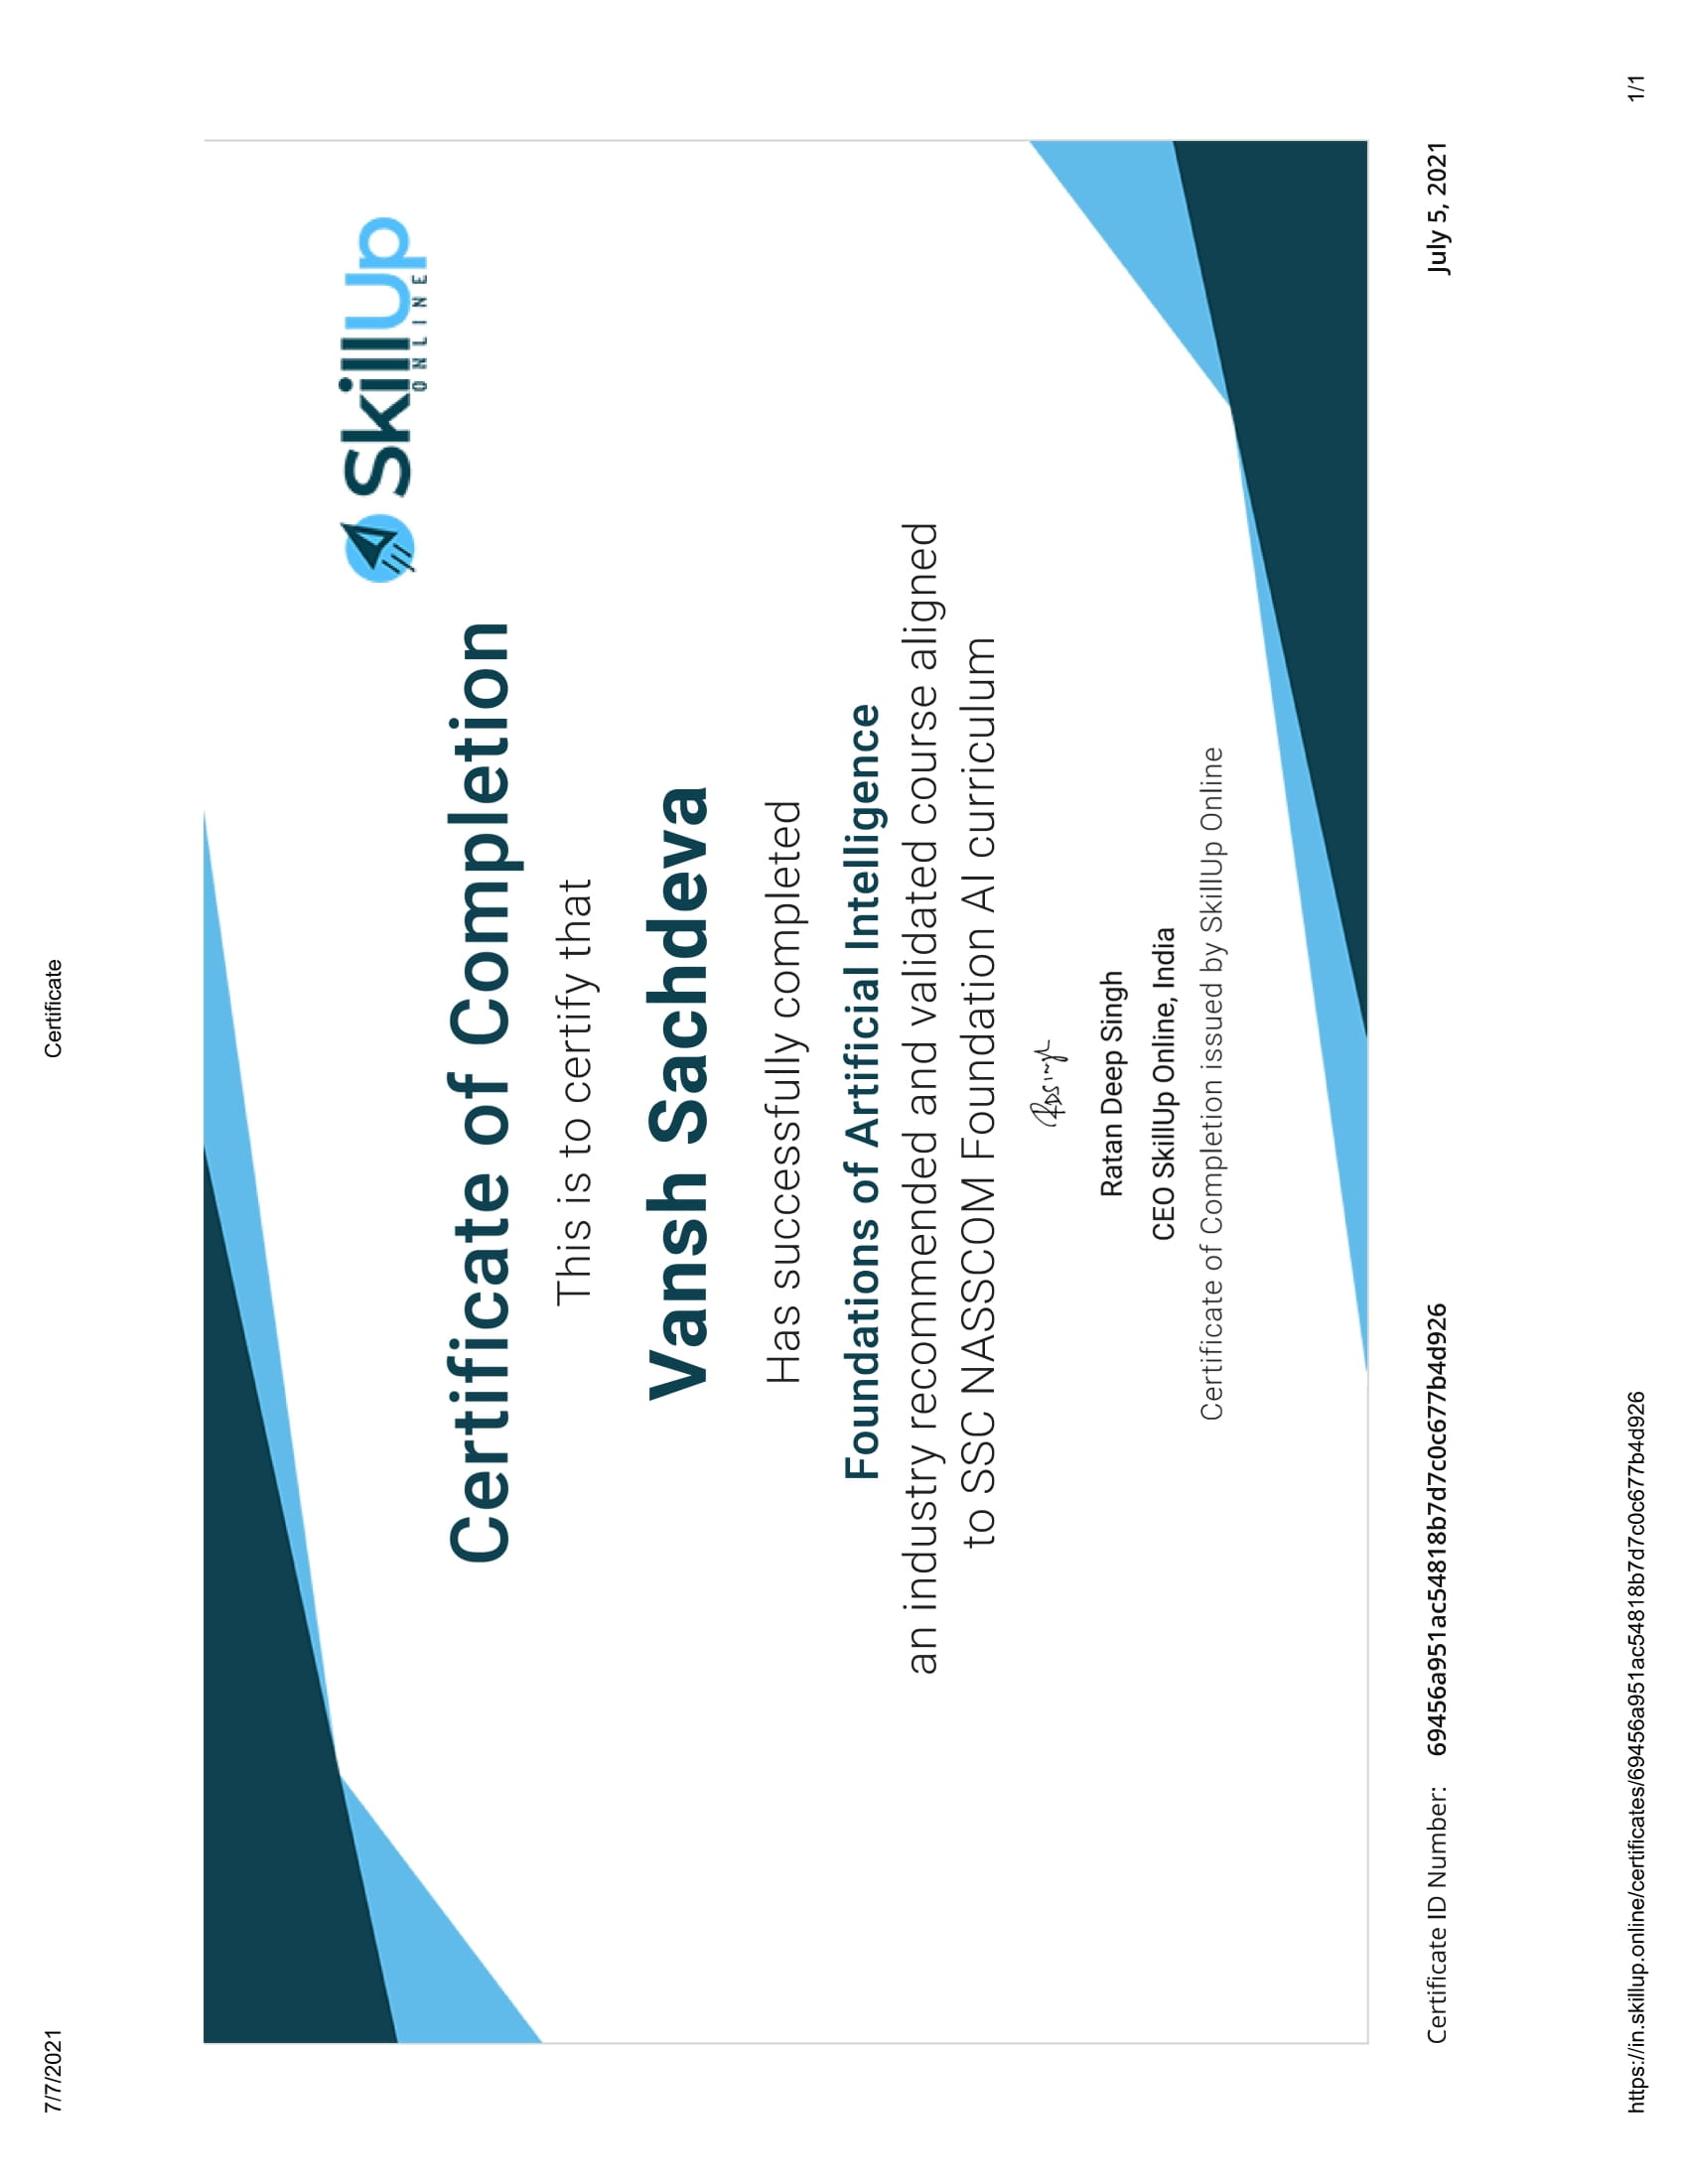 7/7/2021
Certificate
SkillUp
ONLINE
Certificate of Completion
This is to certify that
Vansh Sachdeva
Has successfully completed
Foundations of Artificial Intelligence
an industry recommended and validated course aligned
to SSC NASSCOM Foundation AI curriculum
RDSingh
Ratan Deep Singh
CEO SkillUp Online, India
Certificate of Completion issued by SkillUp Online
Certificate ID Number: 69456a951ac54818b7d7c0c677b4d926
July 5, 2021
https://in.skillup.online/certificates/69456a951ac54818b7d7c0c677b4d926
1/1